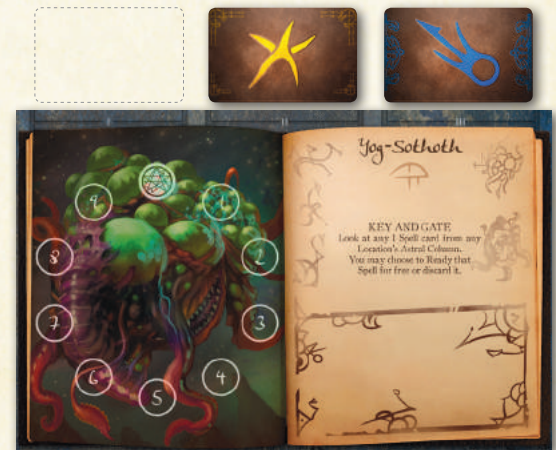 9
1
8
2
7
3
6
4
5
Yog-Sothoth
KEY AND GATE
Look at any 1 Spell card from any
Location's Astral Column.
You may choose to Ready that
Spell for free or discard it.